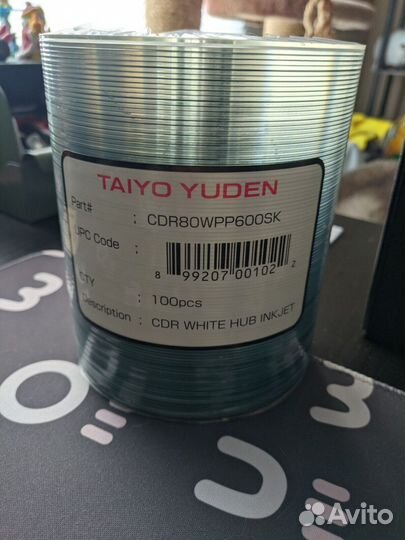 TAIYO YUDEN
Part# : CDR80WPP600SK
UPC Code :
8 99207 00102 2
QTY : 100pcs
Description : CDR WHITE HUB INKJET
Avito